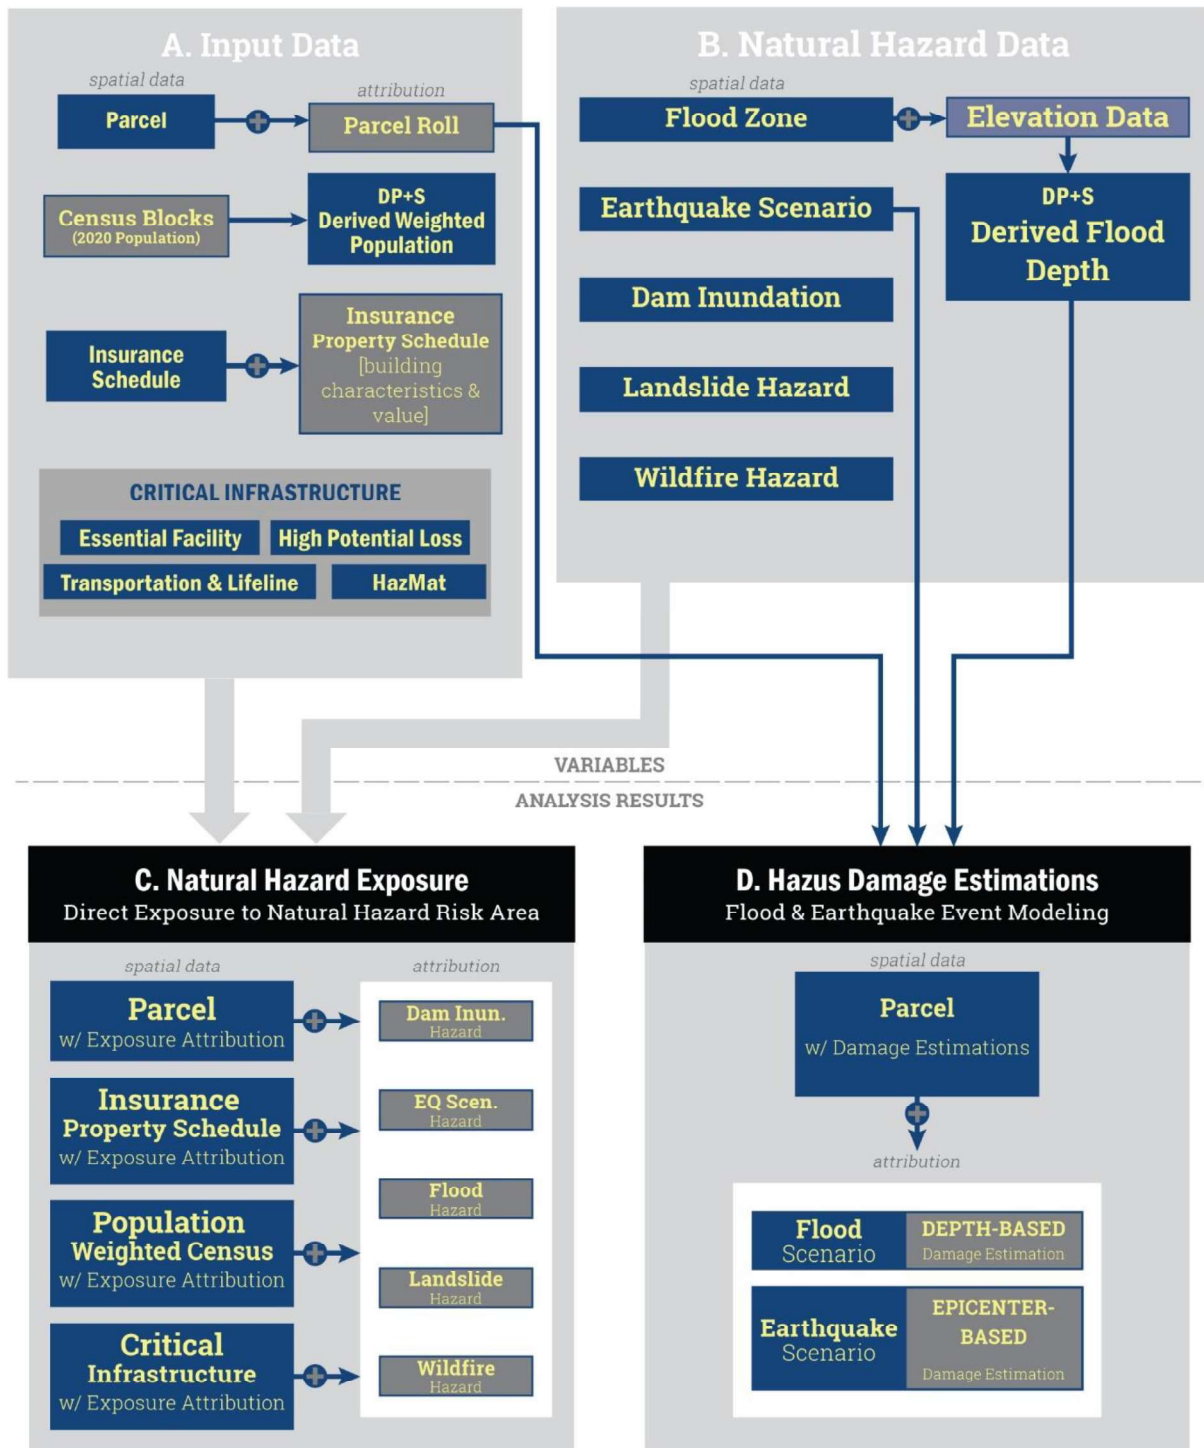 A. Input Data
spatial data
attribution
Parcel
Parcel Roll
Census Blocks
(2020 Population)
DP+S
Derived Weighted
Population
Insurance
Schedule
Insurance
Property Schedule
[building
characteristics &
value]
CRITICAL INFRASTRUCTURE
Essential Facility
High Potential Loss
Transportation & Lifeline
HazMat
B. Natural Hazard Data
spatial data
Flood Zone
Elevation Data
Earthquake Scenario
DP+S
Derived Flood
Depth
Dam Inundation
Landslide Hazard
Wildfire Hazard
VARIABLES
ANALYSIS RESULTS
C. Natural Hazard Exposure
Direct Exposure to Natural Hazard Risk Area
spatial data
attribution
Parcel
w/ Exposure Attribution
Insurance
Property Schedule
w/ Exposure Attribution
Population
Weighted Census
w/ Exposure Attribution
Critical
Infrastructure
w/ Exposure Attribution
Dam Inun.
Hazard
EQ Scen.
Hazard
Flood
Hazard
Landslide
Hazard
Wildfire
Hazard
D. Hazus Damage Estimations
Flood & Earthquake Event Modeling
spatial data
Parcel
w/ Damage Estimations
attribution
Flood
Scenario
DEPTH-BASED
Damage Estimation
Earthquake
Scenario
EPICENTER-
BASED
Damage Estimation